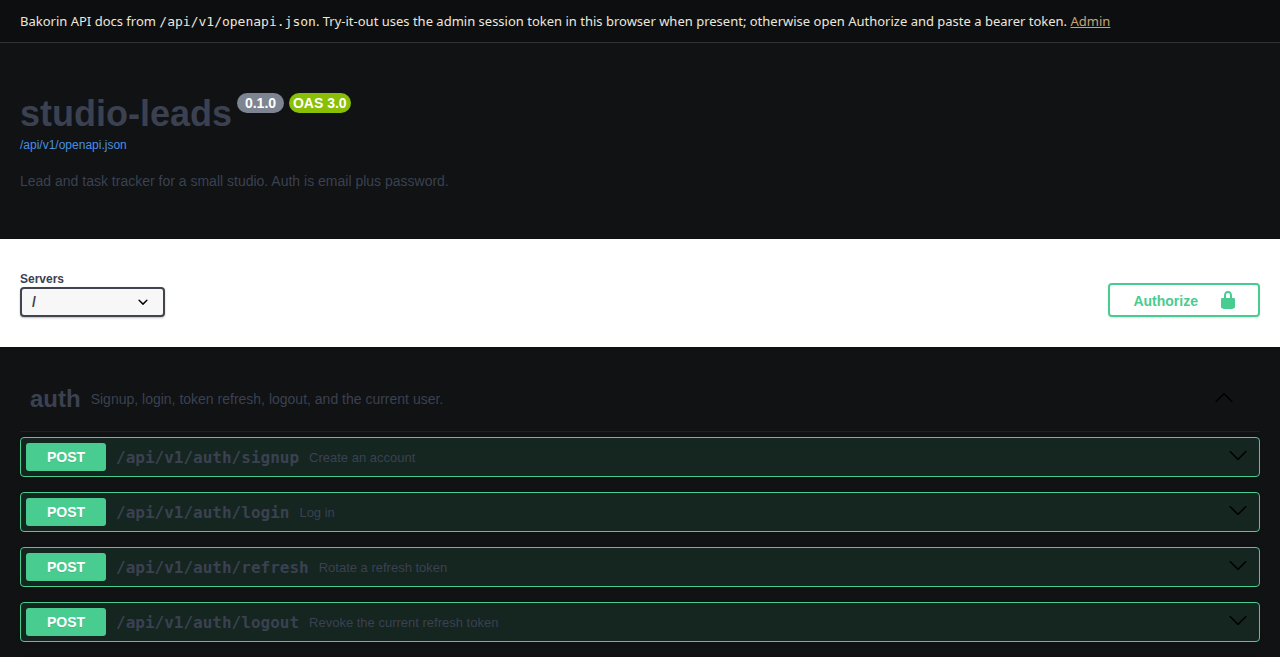 Bakorin API docs from /api/v1/openapi.json. Try-it-out uses the admin session token in this browser when present; otherwise open Authorize and paste a bearer token. Admin
studio-leads 0.1.0 OAS 3.0
/api/v1/openapi.json
Lead and task tracker for a small studio. Auth is email plus password.
Servers
/
Authorize
auth Signup, login, token refresh, logout, and the current user.
POST /api/v1/auth/signup Create an account
POST /api/v1/auth/login Log in
POST /api/v1/auth/refresh Rotate a refresh token
POST /api/v1/auth/logout Revoke the current refresh token